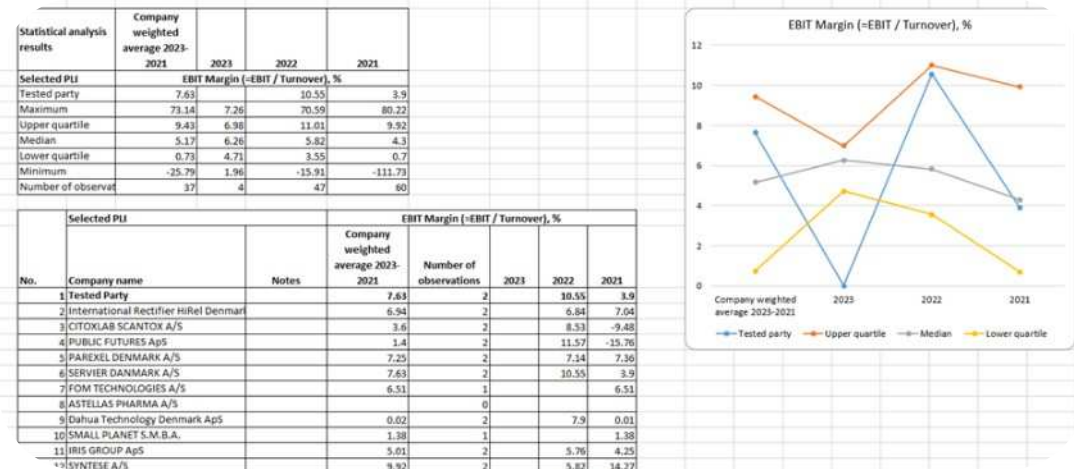 Statistical analysis results Company weighted average 2023-2021 2023 2022 2021
Selected PLI EBIT Margin (=EBIT / Turnover), %
Tested party 7.63 10.55 3.9
Maximum 73.14 7.26 70.59 80.22
Upper quartile 9.43 6.98 11.01 9.92
Median 5.17 6.26 5.82 4.3
Lower quartile 0.73 4.71 3.55 0.7
Minimum -25.79 1.96 -15.91 -111.73
Number of observat 37 4 47 60
Selected PLI EBIT Margin (=EBIT / Turnover), %
No. Company name Notes Company weighted average 2023-2021 Number of observations 2023 2022 2021
1 Tested Party 7.63 2 10.55 3.9
2 International Rectifier HiRel Denmarl 6.94 2 6.84 7.04
3 CITOXLAB SCANTOX A/S 3.6 2 8.53 -9.48
4 PUBLIC FUTURES ApS 1.4 2 11.57 -15.76
5 PAREXEL DENMARK A/S 7.25 2 7.14 7.36
6 SERVIER DANMARK A/S 7.63 2 10.55 3.9
7 FOM TECHNOLOGIES A/S 6.51 1 6.51
8 ASTELLAS PHARMA A/S 0
9 Dahua Technology Denmark ApS 0.02 2 7.9 0.01
10 SMALL PLANET S.M.B.A. 1.38 1 1.38
11 IRIS GROUP ApS 5.01 2 5.76 4.25
12 SYNTESE A/S 9.92 2 5.82 14.27
EBIT Margin (=EBIT / Turnover), %
12
10
8
6
4
2
0
Company weighted average 2023-2021 2023 2022 2021
Tested party Upper quartile Median Lower quartile